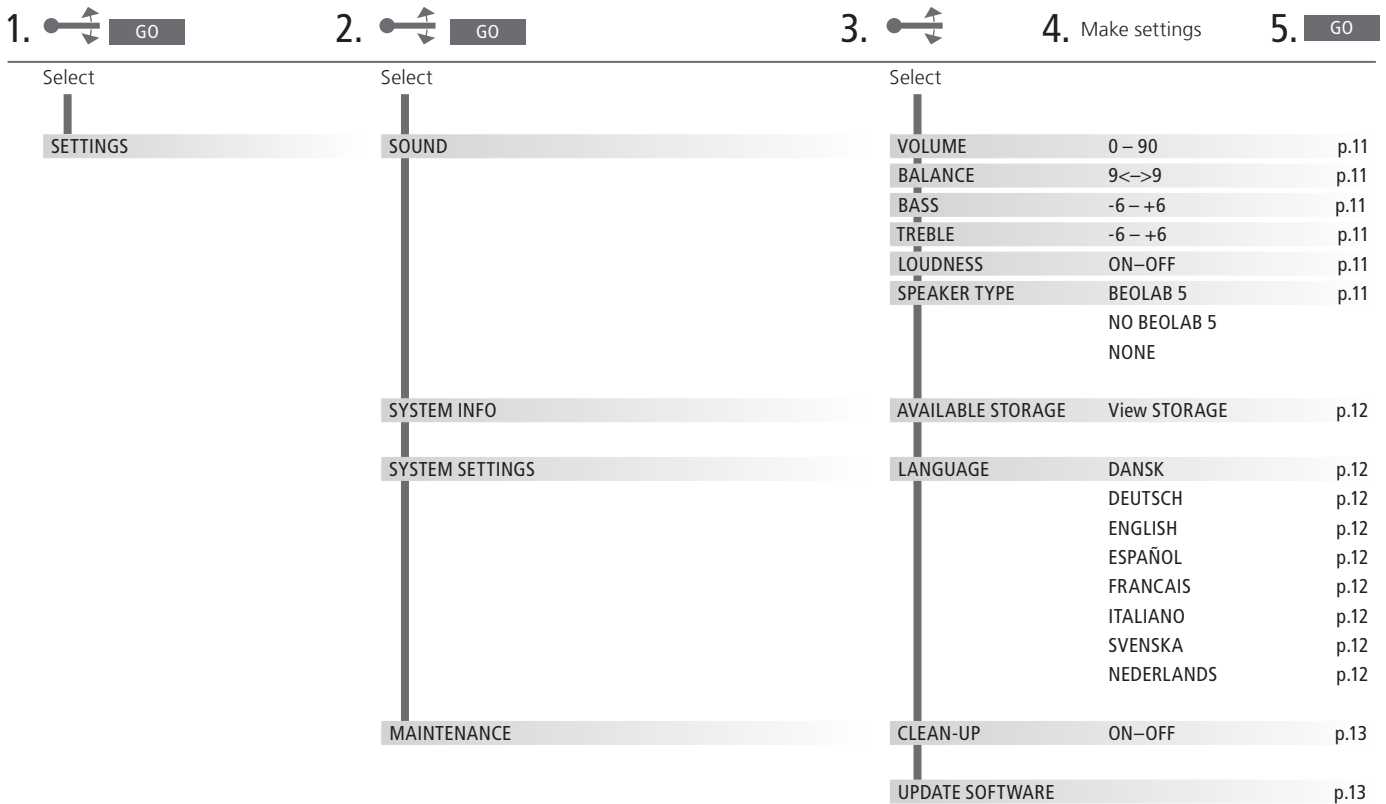 1. GO 2. GO 3. 4. Make settings 5. GO
Select Select Select
SETTINGS SOUND VOLUME 0 – 90 p.11
BALANCE 9<–>9 p.11
BASS -6 – +6 p.11
TREBLE -6 – +6 p.11
LOUDNESS ON–OFF p.11
SPEAKER TYPE BEOLAB 5 p.11
NO BEOLAB 5
NONE
SYSTEM INFO AVAILABLE STORAGE View STORAGE p.12
SYSTEM SETTINGS LANGUAGE DANSK p.12
DEUTSCH p.12
ENGLISH p.12
ESPAÑOL p.12
FRANCAIS p.12
ITALIANO p.12
SVENSKA p.12
NEDERLANDS p.12
MAINTENANCE CLEAN-UP ON–OFF p.13
UPDATE SOFTWARE p.13